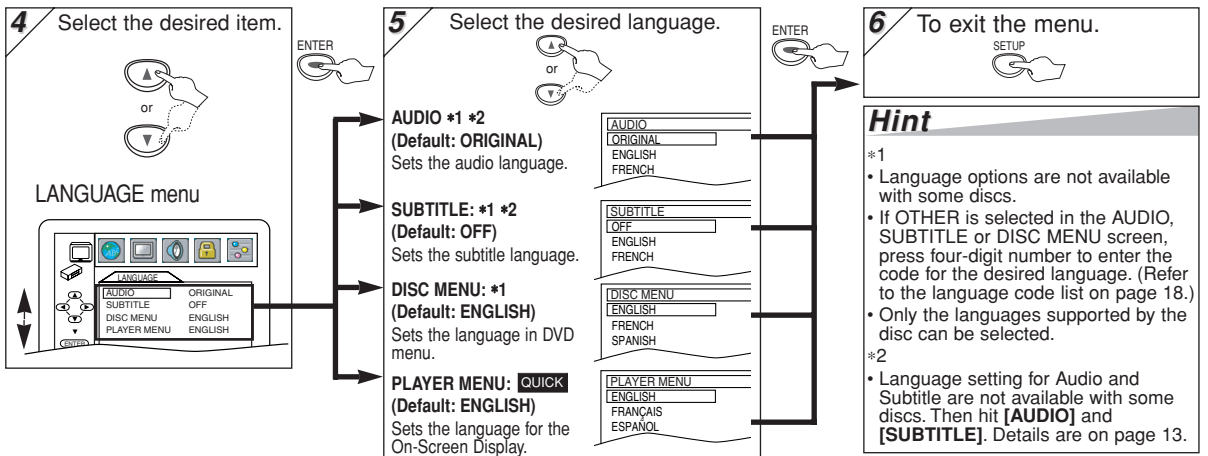 4 Select the desired item.
ENTER
▲
or
▼
LANGUAGE menu
ABC
LANGUAGE
AUDIO ORIGINAL
SUBTITLE OFF
DISC MENU ENGLISH
PLAYER MENU ENGLISH
ENTER
5 Select the desired language.
ENTER
▲
or
▼
AUDIO *1 *2
(Default: ORIGINAL)
Sets the audio language.
AUDIO
ORIGINAL
ENGLISH
FRENCH
SUBTITLE: *1 *2
(Default: OFF)
Sets the subtitle language.
SUBTITLE
OFF
ENGLISH
FRENCH
DISC MENU: *1
(Default: ENGLISH)
Sets the language in DVD
menu.
DISC MENU
ENGLISH
FRENCH
SPANISH
PLAYER MENU: QUICK
(Default: ENGLISH)
Sets the language for the
On-Screen Display.
PLAYER MENU
ENGLISH
FRANÇAIS
ESPAÑOL
6 To exit the menu.
SETUP
Hint
*1
• Language options are not available
with some discs.
• If OTHER is selected in the AUDIO,
SUBTITLE or DISC MENU screen,
press four-digit number to enter the
code for the desired language. (Refer
to the language code list on page 18.)
• Only the languages supported by the
disc can be selected.
*2
• Language setting for Audio and
Subtitle are not available with some
discs. Then hit [AUDIO] and
[SUBTITLE]. Details are on page 13.